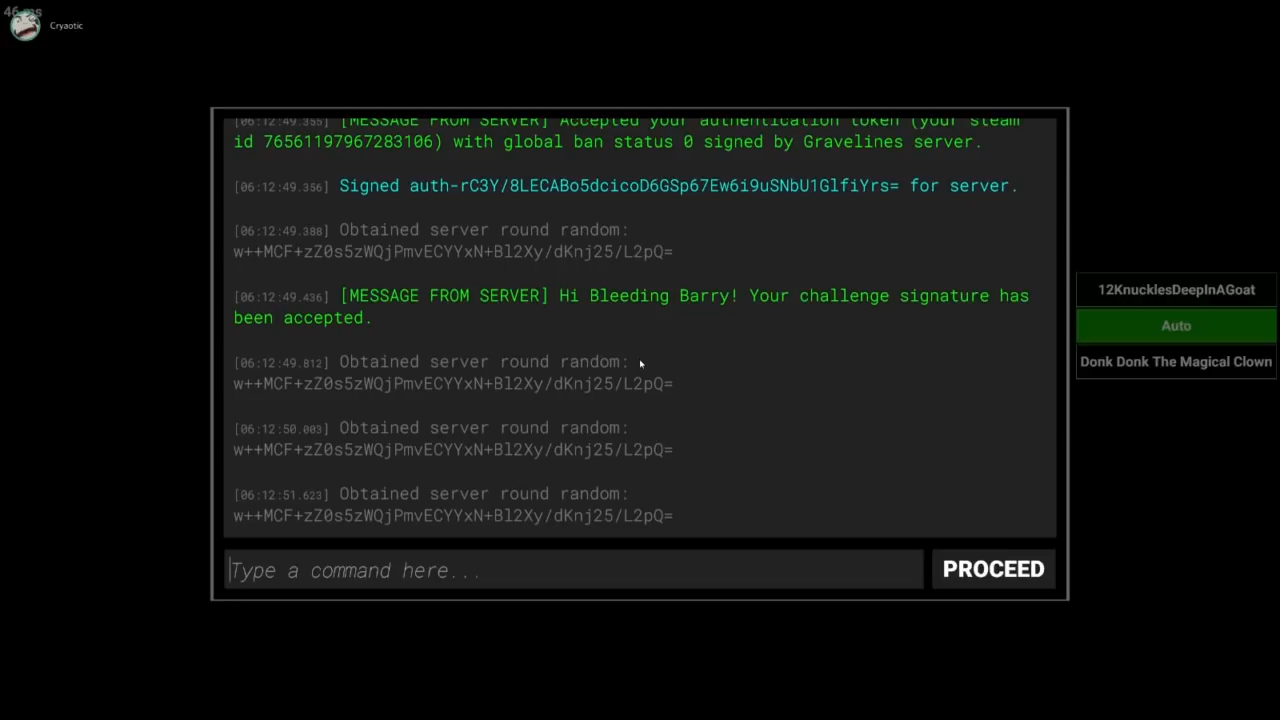 46 ms
Cryaotic
[06:12:49.355] [MESSAGE FROM SERVER] Accepted your authentication token (your steam
id 76561197967283106) with global ban status 0 signed by Gravelines server.
[06:12:49.356] Signed auth-rC3Y/8LECABo5dcicoD6GSp67Ew6i9uSNbU1GlfiYrs= for server.
[06:12:49.388] Obtained server round random:
w++MCF+zZ0s5zWQjPmvECYYxN+Bl2Xy/dKnj25/L2pQ=
[06:12:49.436] [MESSAGE FROM SERVER] Hi Bleeding Barry! Your challenge signature has
been accepted.
[06:12:49.812] Obtained server round random:
w++MCF+zZ0s5zWQjPmvECYYxN+Bl2Xy/dKnj25/L2pQ=
[06:12:50.003] Obtained server round random:
w++MCF+zZ0s5zWQjPmvECYYxN+Bl2Xy/dKnj25/L2pQ=
[06:12:51.623] Obtained server round random:
w++MCF+zZ0s5zWQjPmvECYYxN+Bl2Xy/dKnj25/L2pQ=
Type a command here...
PROCEED
12KnucklesDeepInAGoat
Auto
Donk Donk The Magical Clown